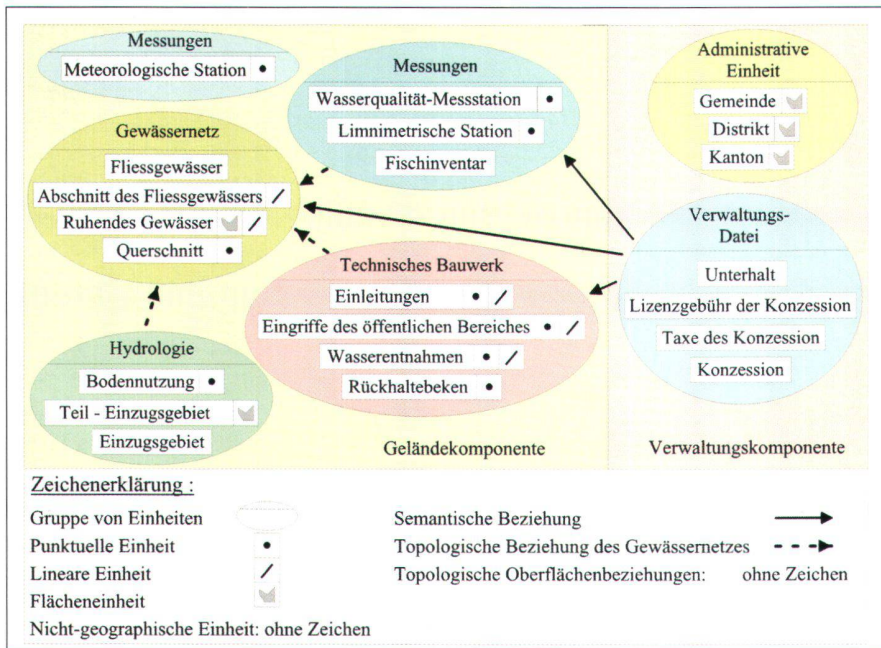 Messungen
Meteorologische Station
Messungen
Wasserqualität-Messstation
Limnimetrische Station
Fischinventar
Administrative
Einheit
Gemeinde
Distrikt
Kanton
Gewässernetz
Fliessgewässer
Abschnitt des Fliessgewässers
Ruhendes Gewässer
Querschnitt
Verwaltungs-
Datei
Unterhalt
Lizenzgebühr der Konzession
Taxe des Konzession
Konzession
Technisches Bauwerk
Einleitungen
Eingriffe des öffentlichen Bereiches
Wasserentnahmen
Rückhaltebeken
Hydrologie
Bodennutzung
Teil - Einzugsgebiet
Einzugsgebiet
Geländekomponente
Verwaltungskomponente
Zeichenerklärung :
Gruppe von Einheiten
Punktuelle Einheit
Lineare Einheit
Flächeneinheit
Nicht-geographische Einheit: ohne Zeichen
Semantische Beziehung
Topologische Beziehung des Gewässernetzes
Topologische Oberflächenbeziehungen: ohne Zeichen